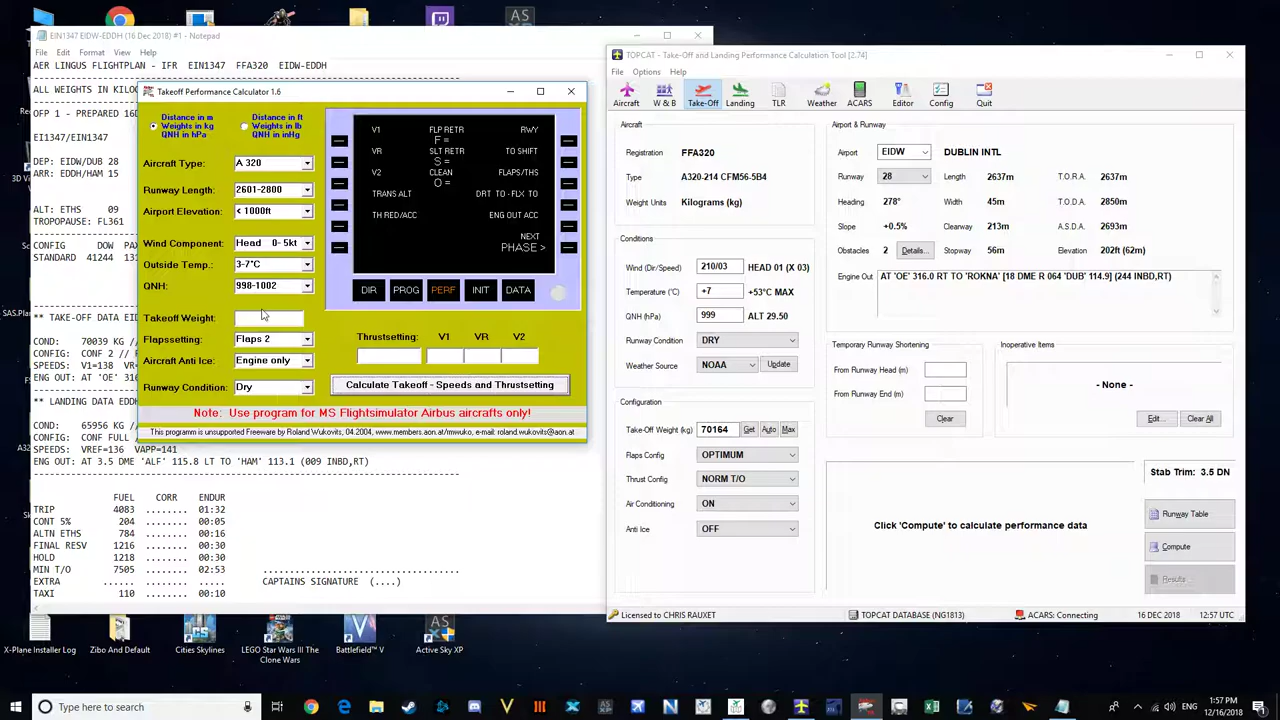 EIN1347 EIDW-EDDH (16 Dec 2018) #1 - Notepad
File Edit Format View Help
AER LINGUS FLIGHTPLAN - IFR EIN1347 FFA320 EIDW-EDDH
ALL WEIGHTS IN KILOG
OFP 1 - PREPARED 16D
EI1347/EIN1347
DEP: EIDW/DUB 28
ARR: EDDH/HAM 15
ALT: ETHS 09
TROPOPAUSE: FL361
CONFIG DOW PAX
STANDARD 41244 131
** TAKE-OFF DATA EID
COND: 70039 KG /
CONFIG: CONF 2 //
SPEEDS: V1=138 VR=
ENG OUT: AT 'OE' 316
** LANDING DATA EDDH
COND: 65956 KG /
CONFIG: CONF FULL /
SPEEDS: VREF=136 VAPP=141
ENG OUT: AT 3.5 DME 'ALF' 115.8 LT TO 'HAM' 113.1 (009 INBD,RT)
FUEL CORR ENDUR
TRIP 4083 ........ 01:32
CONT 5% 204 ........ 00:05
ALTN ETHS 784 ........ 00:16
FINAL RESV 1216 ........ 00:30
HOLD 1218 ........ 00:30
MIN T/O 7505 ........ 02:53
EXTRA ...... ........ .....
CAPTAINS SIGNATURE (....)
TAXI 110 ........ 00:10
Takeoff Performance Calculator 1.6
Distance in m
Weights in kg
QNH in hPa
Distance in ft
Weights in lb
QNH in inHg
Aircraft Type: A 320
Runway Length: 2601-2800
Airport Elevation: < 1000ft
Wind Component: Head 0- 5kt
Outside Temp.: 3-7°C
QNH: 998-1002
Takeoff Weight:
Flapssetting: Flaps 2
Aircraft Anti Ice: Engine only
Runway Condition: Dry
V1 FLP RETR RWY
F =
VR SLT RETR TO SHIFT
S =
V2 CLEAN FLAPS/THS
O =
TRANS ALT DRT TO - FLX TO
TH RED/ACC ENG OUT ACC
NEXT
PHASE >
DIR PROG PERF INIT DATA
Thrustsetting: V1 VR V2
Calculate Takeoff - Speeds and Thrustsetting
Note: Use program for MS Flightsimulator Airbus aircrafts only!
This programm is unsupported Freeware by Roland Wukovits, 04.2004, www.members.aon.at/rnwuko, e-mail: roland.wukovits@aon.at
TOPCAT - Take-Off and Landing Performance Calculation Tool [2.74]
File Options Help
Aircraft W & B Take-Off Landing TLR Weather ACARS Editor Config Quit
Aircraft
Registration FFA320
Type A320-214 CFM56-5B4
Weight Units Kilograms (kg)
Conditions
Wind (Dir/Speed) 210/03 HEAD 01 (X 03)
Temperature (°C) +7 +53°C MAX
QNH (hPa) 999 ALT 29.50
Runway Condition DRY
Weather Source NOAA Update
Configuration
Take-Off Weight (kg) 70164 Get Auto Max
Flaps Config OPTIMUM
Thrust Config NORM T/O
Air Conditioning ON
Anti Ice OFF
Airport & Runway
Airport EIDW DUBLIN INTL
Runway 28 Length 2637m T.O.R.A. 2637m
Heading 278° Width 45m T.O.D.A. 2850m
Slope +0.5% Clearway 213m A.S.D.A. 2693m
Obstacles 2 Details... Stopway 56m Elevation 202ft (62m)
Engine Out AT 'OE' 316.0 RT TO 'ROKNA' [18 DME R 064 'DUB' 114.9] (244 INBD,RT)
Temporary Runway Shortening
From Runway Head (m)
From Runway End (m)
Clear
Inoperative Items
- None -
Edit... Clear All
Click 'Compute' to calculate performance data
Stab Trim: 3.5 DN
Runway Table
Compute
Results...
Licensed to CHRIS RAUXET TOPCAT DATABASE (NG1813) ACARS: Connecting 16 DEC 2018 12:57 UTC
X-Plane Installer Log
Zibo And Default
Cities Skylines
LEGO Star Wars III The Clone Wars
Battlefield™ V
Active Sky XP
Type here to search
1:57 PM
12/16/2018